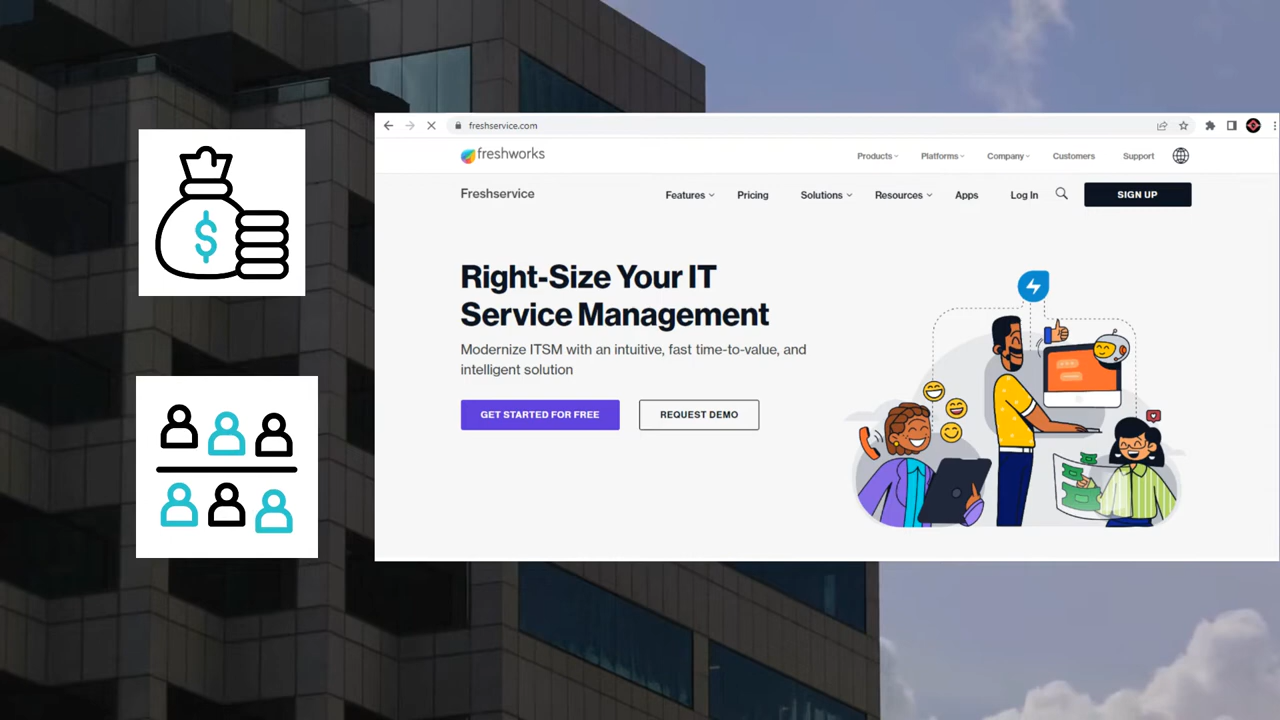 $
freshservice.com
freshworks
Products Platforms Company Customers Support
Freshservice Features Pricing Solutions Resources Apps Log In SIGN UP
Right-Size Your IT
Service Management
Modernize ITSM with an intuitive, fast time-to-value, and
intelligent solution
GET STARTED FOR FREE REQUEST DEMO